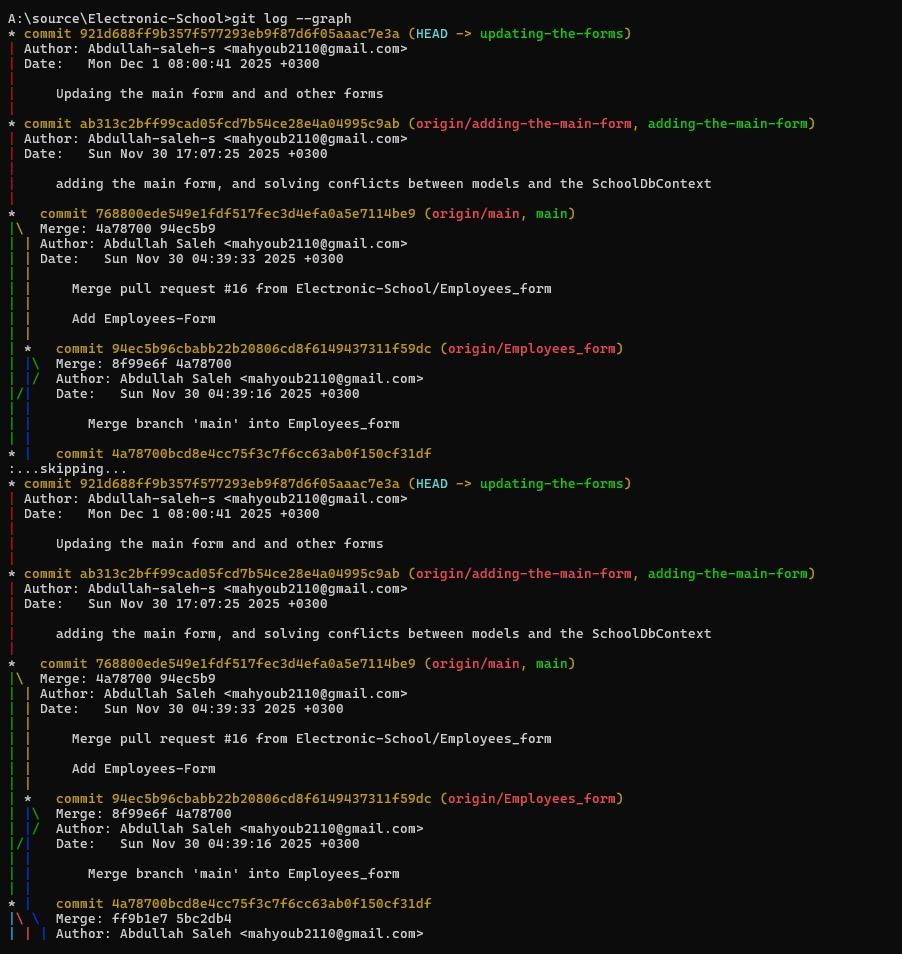 A:\source\Electronic-School>git log --graph
* commit 921d688ff9b357f577293eb9f87d6f05aaac7e3a (HEAD -> updating-the-forms)
| Author: Abdullah-saleh-s <mahyoub2110@gmail.com>
| Date:   Mon Dec 1 08:00:41 2025 +0300
|
|     Updaing the main form and and other forms
|
* commit ab313c2bff99cad05fcd7b54ce28e4a04995c9ab (origin/adding-the-main-form, adding-the-main-form)
| Author: Abdullah-saleh-s <mahyoub2110@gmail.com>
| Date:   Sun Nov 30 17:07:25 2025 +0300
|
|     adding the main form, and solving conflicts between models and the SchoolDbContext
|
*   commit 768800ede549e1fdf517fec3d4efa0a5e7114be9 (origin/main, main)
|\  Merge: 4a78700 94ec5b9
| | Author: Abdullah Saleh <mahyoub2110@gmail.com>
| | Date:   Sun Nov 30 04:39:33 2025 +0300
| |
| |     Merge pull request #16 from Electronic-School/Employees_form
| |
| |     Add Employees-Form
| |
| *   commit 94ec5b96cbabb22b20806cd8f6149437311f59dc (origin/Employees_form)
| |\  Merge: 8f99e6f 4a78700
| |/  Author: Abdullah Saleh <mahyoub2110@gmail.com>
|/|   Date:   Sun Nov 30 04:39:16 2025 +0300
| |
| |       Merge branch 'main' into Employees_form
| |
* |   commit 4a78700bcd8e4cc75f3c7f6cc63ab0f150cf31df
:...skipping...
* commit 921d688ff9b357f577293eb9f87d6f05aaac7e3a (HEAD -> updating-the-forms)
| Author: Abdullah-saleh-s <mahyoub2110@gmail.com>
| Date:   Mon Dec 1 08:00:41 2025 +0300
|
|     Updaing the main form and and other forms
|
* commit ab313c2bff99cad05fcd7b54ce28e4a04995c9ab (origin/adding-the-main-form, adding-the-main-form)
| Author: Abdullah-saleh-s <mahyoub2110@gmail.com>
| Date:   Sun Nov 30 17:07:25 2025 +0300
|
|     adding the main form, and solving conflicts between models and the SchoolDbContext
|
*   commit 768800ede549e1fdf517fec3d4efa0a5e7114be9 (origin/main, main)
|\  Merge: 4a78700 94ec5b9
| | Author: Abdullah Saleh <mahyoub2110@gmail.com>
| | Date:   Sun Nov 30 04:39:33 2025 +0300
| |
| |     Merge pull request #16 from Electronic-School/Employees_form
| |
| |     Add Employees-Form
| |
| *   commit 94ec5b96cbabb22b20806cd8f6149437311f59dc (origin/Employees_form)
| |\  Merge: 8f99e6f 4a78700
| |/  Author: Abdullah Saleh <mahyoub2110@gmail.com>
|/|   Date:   Sun Nov 30 04:39:16 2025 +0300
| |
| |       Merge branch 'main' into Employees_form
| |
* |   commit 4a78700bcd8e4cc75f3c7f6cc63ab0f150cf31df
|\ \  Merge: ff9b1e7 5bc2db4
| | | Author: Abdullah Saleh <mahyoub2110@gmail.com>